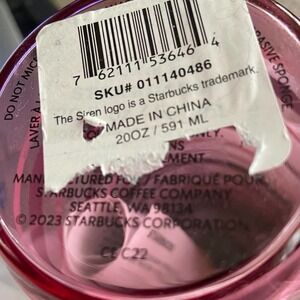 7 62111 53646 4
SKU# 011140486
The Siren logo is a Starbucks trademark.
MADE IN CHINA
20OZ / 591 ML
DO NOT MIC
LAVER À
RASIVE SPONGE
ONLY.
MANUFACTURED FOR / FABRIQUÉ POUR
STARBUCKS COFFEE COMPANY
SEATTLE, WA 98134
© 2023 STARBUCKS CORPORATION
CE C22